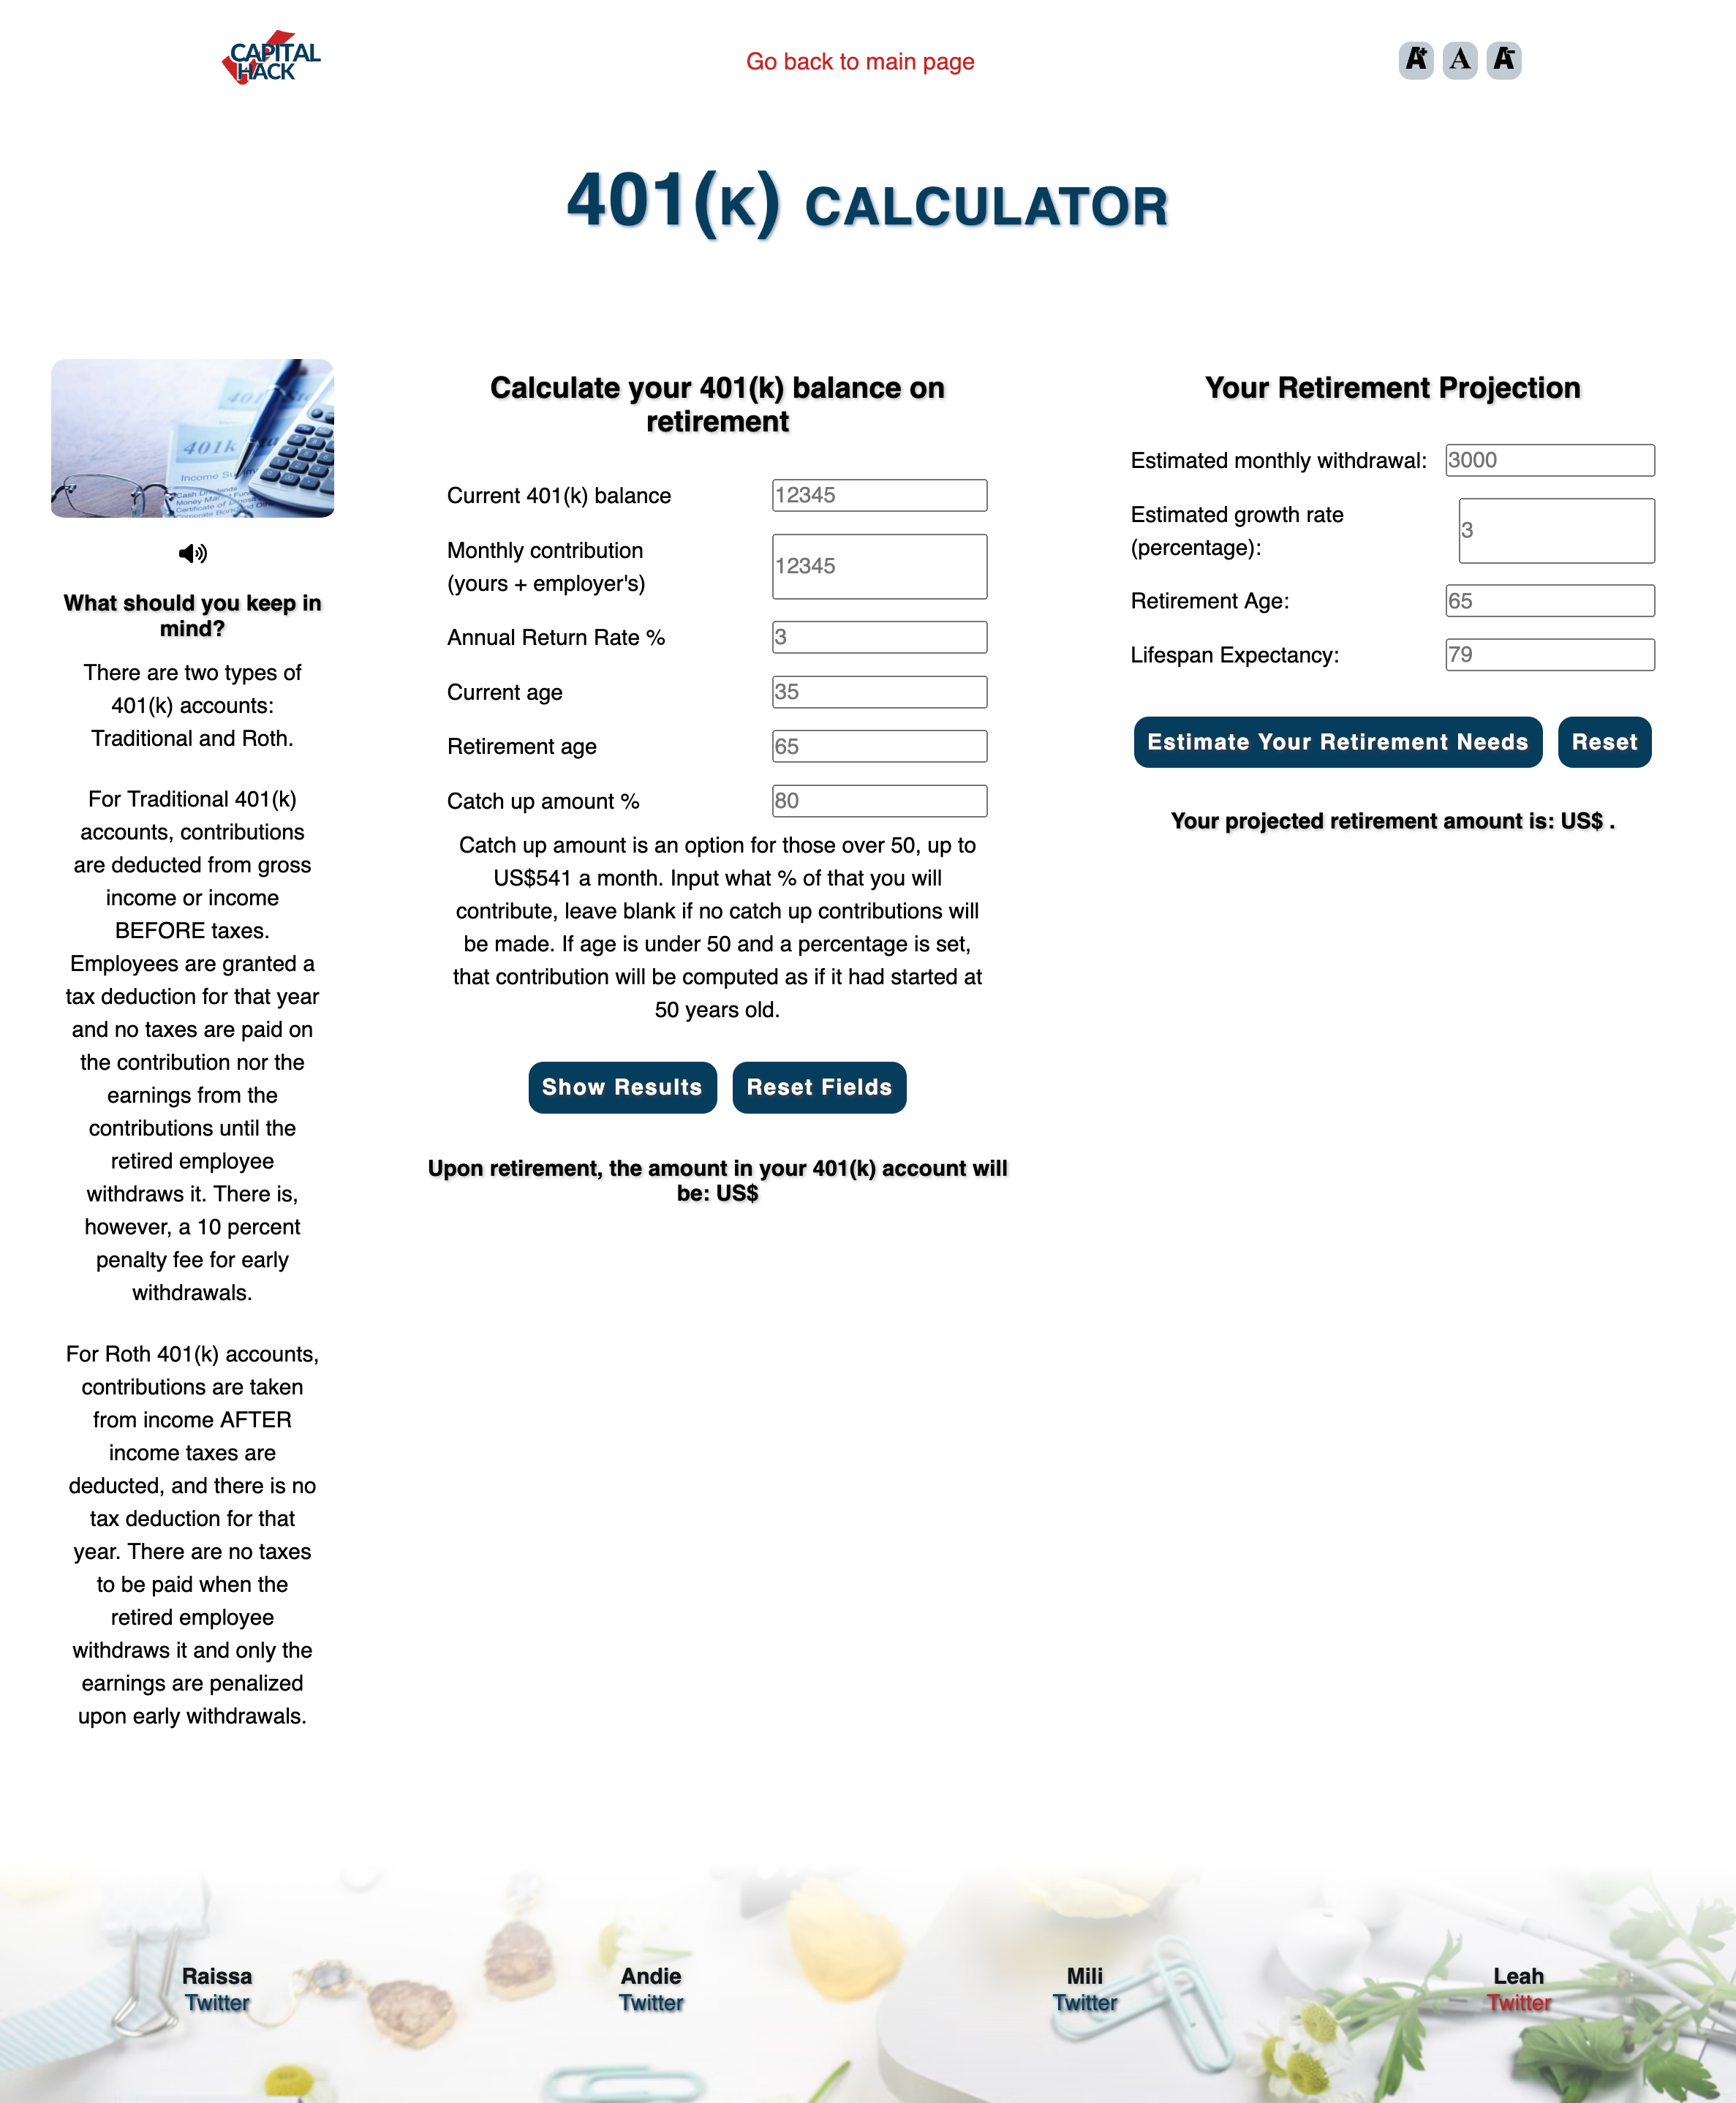 CAPITAL
HACK
Go back to main page
A+ A A-
401(K) CALCULATOR
401k
Income
What should you keep in
mind?
There are two types of
401(k) accounts:
Traditional and Roth.
For Traditional 401(k)
accounts, contributions
are deducted from gross
income or income
BEFORE taxes.
Employees are granted a
tax deduction for that year
and no taxes are paid on
the contribution nor the
earnings from the
contributions until the
retired employee
withdraws it. There is,
however, a 10 percent
penalty fee for early
withdrawals.
For Roth 401(k) accounts,
contributions are taken
from income AFTER
income taxes are
deducted, and there is no
tax deduction for that
year. There are no taxes
to be paid when the
retired employee
withdraws it and only the
earnings are penalized
upon early withdrawals.
Calculate your 401(k) balance on
retirement
Current 401(k) balance 12345
Monthly contribution
(yours + employer's) 12345
Annual Return Rate % 3
Current age 35
Retirement age 65
Catch up amount % 80
Catch up amount is an option for those over 50, up to
US$541 a month. Input what % of that you will
contribute, leave blank if no catch up contributions will
be made. If age is under 50 and a percentage is set,
that contribution will be computed as if it had started at
50 years old.
Show Results Reset Fields
Upon retirement, the amount in your 401(k) account will
be: US$
Your Retirement Projection
Estimated monthly withdrawal: 3000
Estimated growth rate
(percentage): 3
Retirement Age: 65
Lifespan Expectancy: 79
Estimate Your Retirement Needs Reset
Your projected retirement amount is: US$ .
Raissa
Twitter
Andie
Twitter
Mili
Twitter
Leah
Twitter